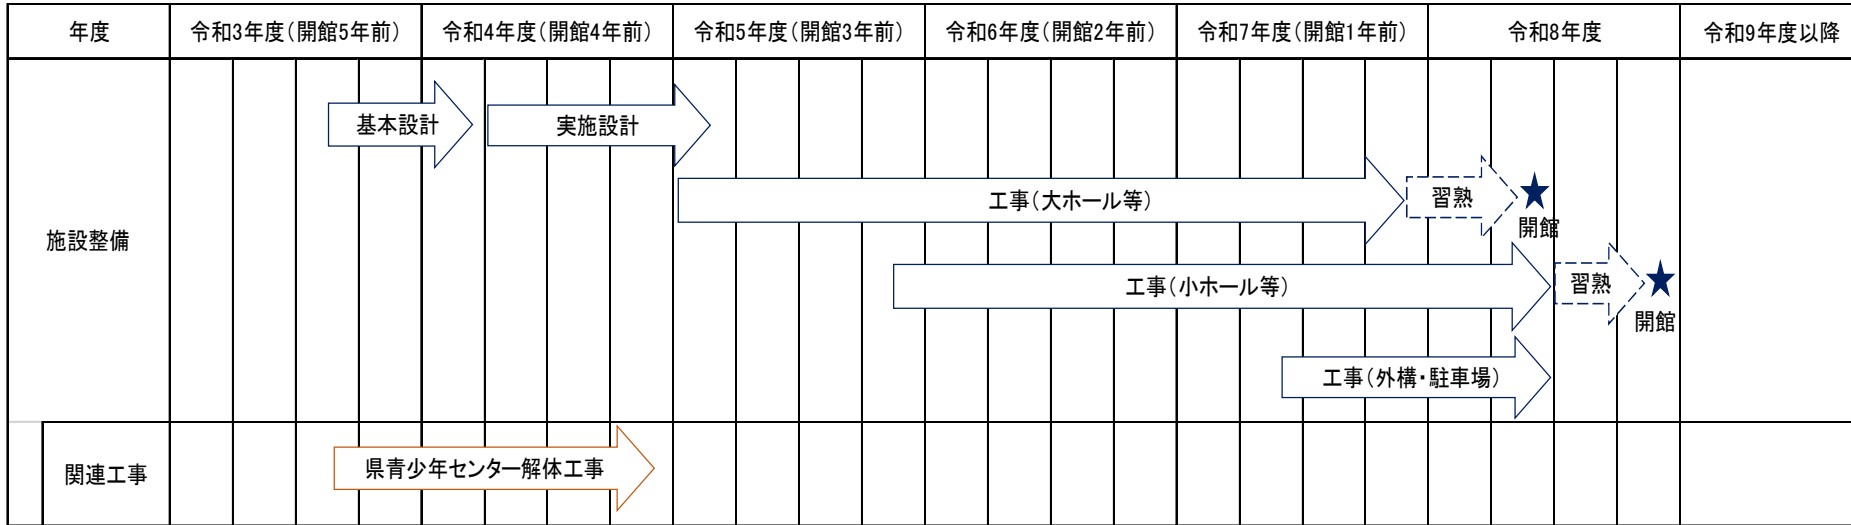 年度
令和3年度(開館5年前)
令和4年度(開館4年前)
令和5年度(開館3年前)
令和6年度(開館2年前)
令和7年度(開館1年前)
令和8年度
令和9年度以降
施設整備
基本設計
実施設計
工事(大ホール等)
習熟
開館
工事(小ホール等)
習熟
開館
工事(外構・駐車場)
関連工事
県青少年センター解体工事